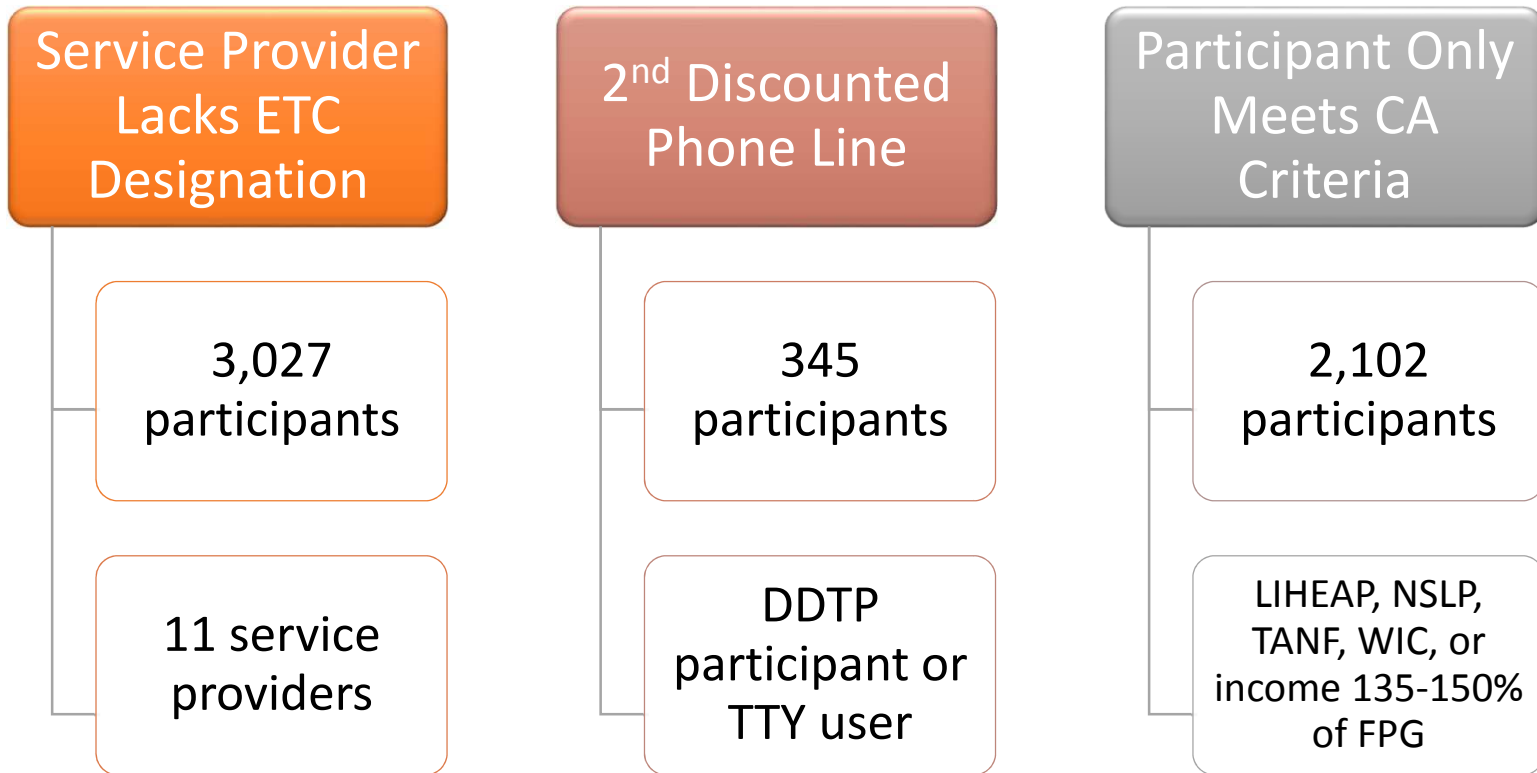 Service Provider
Lacks ETC
Designation
3,027
participants
11 service
providers
2nd Discounted
Phone Line
345
participants
DDTP
participant or
TTY user
Participant Only
Meets CA
Criteria
2,102
participants
LIHEAP, NSLP,
TANF, WIC, or
income 135-150%
of FPG